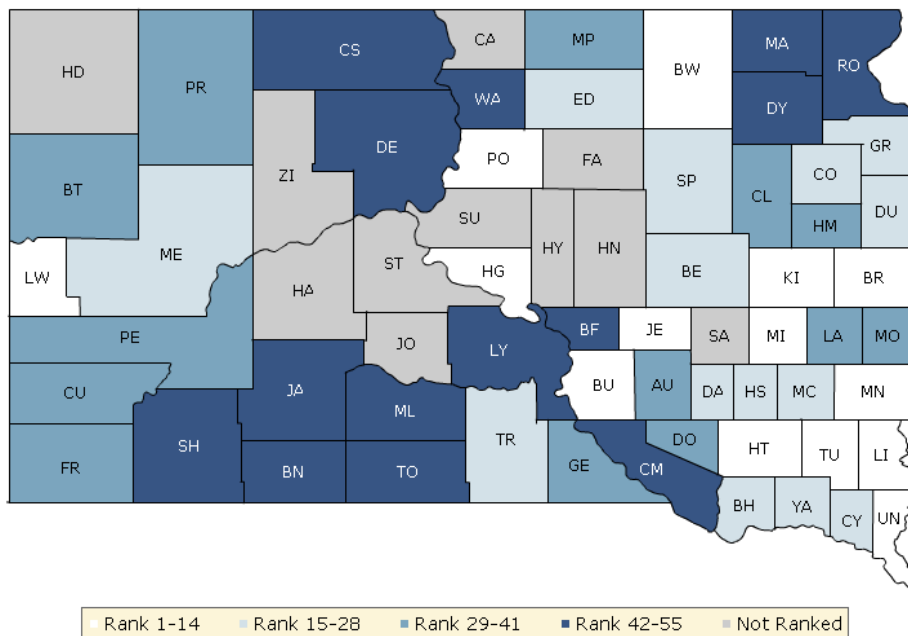 CS
CA
MP
BW
MA
RO
HD
PR
WA
ED
DY
DE
PO
FA
GR
ZI
SP
CO
BT
CL
DU
SU
HM
ME
HY
HN
ST
BE
LW
HG
KI
BR
HA
PE
BF
JE
SA
MI
LA
MO
JO
LY
CU
JA
BU
AU
DA
HS
MC
MN
ML
SH
TR
DO
HT
TU
LI
FR
BN
TO
GE
CM
BH
YA
CY
UN
Rank 1-14 Rank 15-28 Rank 29-41 Rank 42-55 Not Ranked